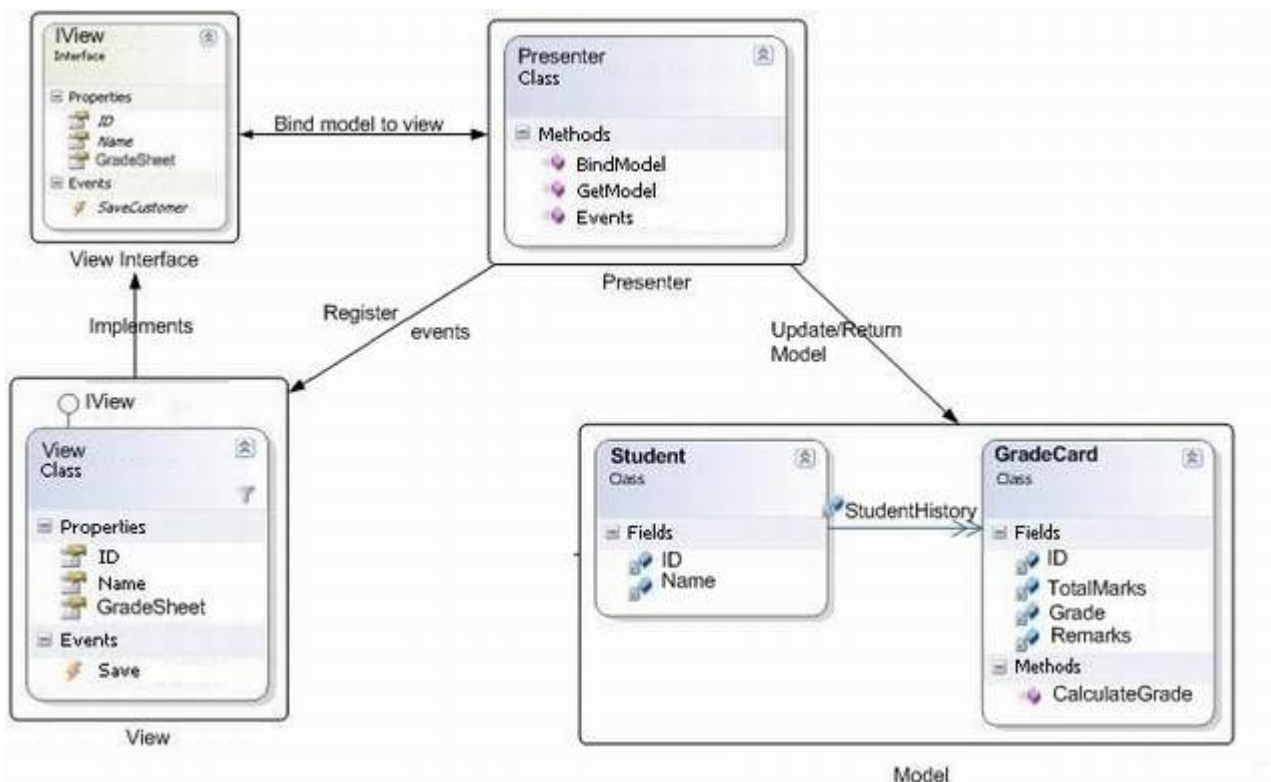 IView
Interface
Properties
ID
Name
GradeSheet
Events
SaveCustomer
View Interface
Bind model to view
Presenter
Class
Methods
BindModel
GetModel
Events
Presenter
Implements
Register
events
Update/Return
Model
IView
View
Class
Properties
ID
Name
GradeSheet
Events
Save
View
Student
Class
Fields
ID
Name
StudentHistory
GradeCard
Class
Fields
ID
TotalMarks
Grade
Remarks
Methods
CalculateGrade
Model